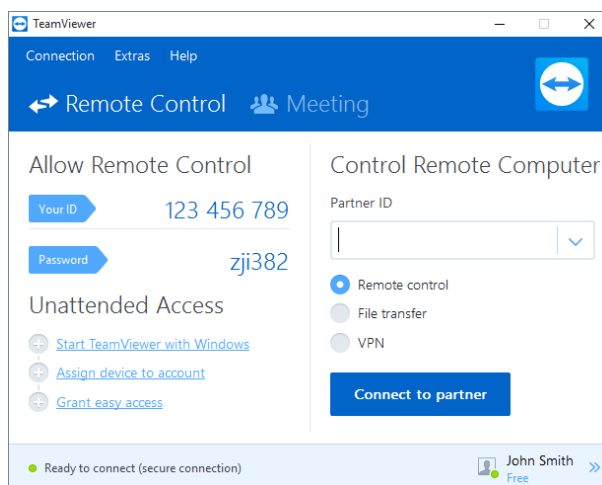 TeamViewer
Connection Extras Help
Remote Control Meeting
Allow Remote Control
Your ID 123 456 789
Password zji382
Unattended Access
Start TeamViewer with Windows
Assign device to account
Grant easy access
Control Remote Computer
Partner ID
Remote control
File transfer
VPN
Connect to partner
Ready to connect (secure connection)
John Smith
Free